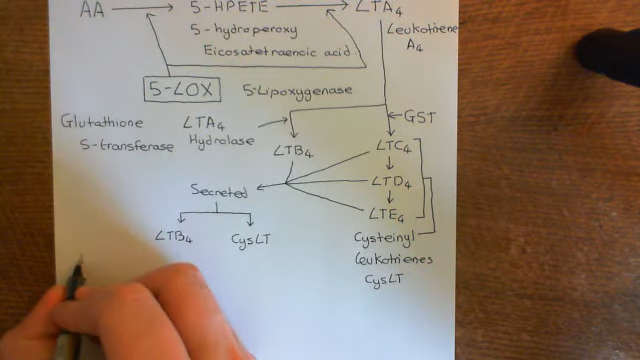 AA → 5-HPETE → LTA4
5-hydroperoxy
Eicosatetraenoic acid
Leukotriene
A4
5-LOX 5-Lipoxygenase
Glutathione
S-transferase
LTA4
Hydrolase
GST
LTB4
LTC4
LTD4
LTE4
Secreted
LTB4 CysLT
Cysteinyl
Leukotrienes
CysLT